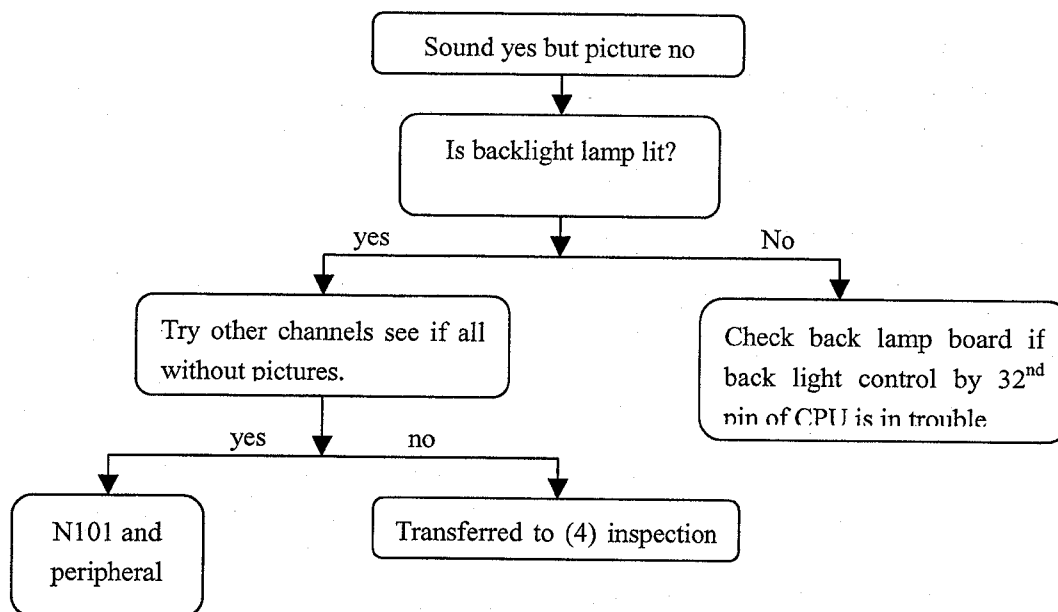 Sound yes but picture no
Is backlight lamp lit?
yes
No
Try other channels see if all
without pictures.
Check back lamp board if
back light control by 32nd
pin of CPU is in trouble
yes
no
N101 and
peripheral
Transferred to (4) inspection